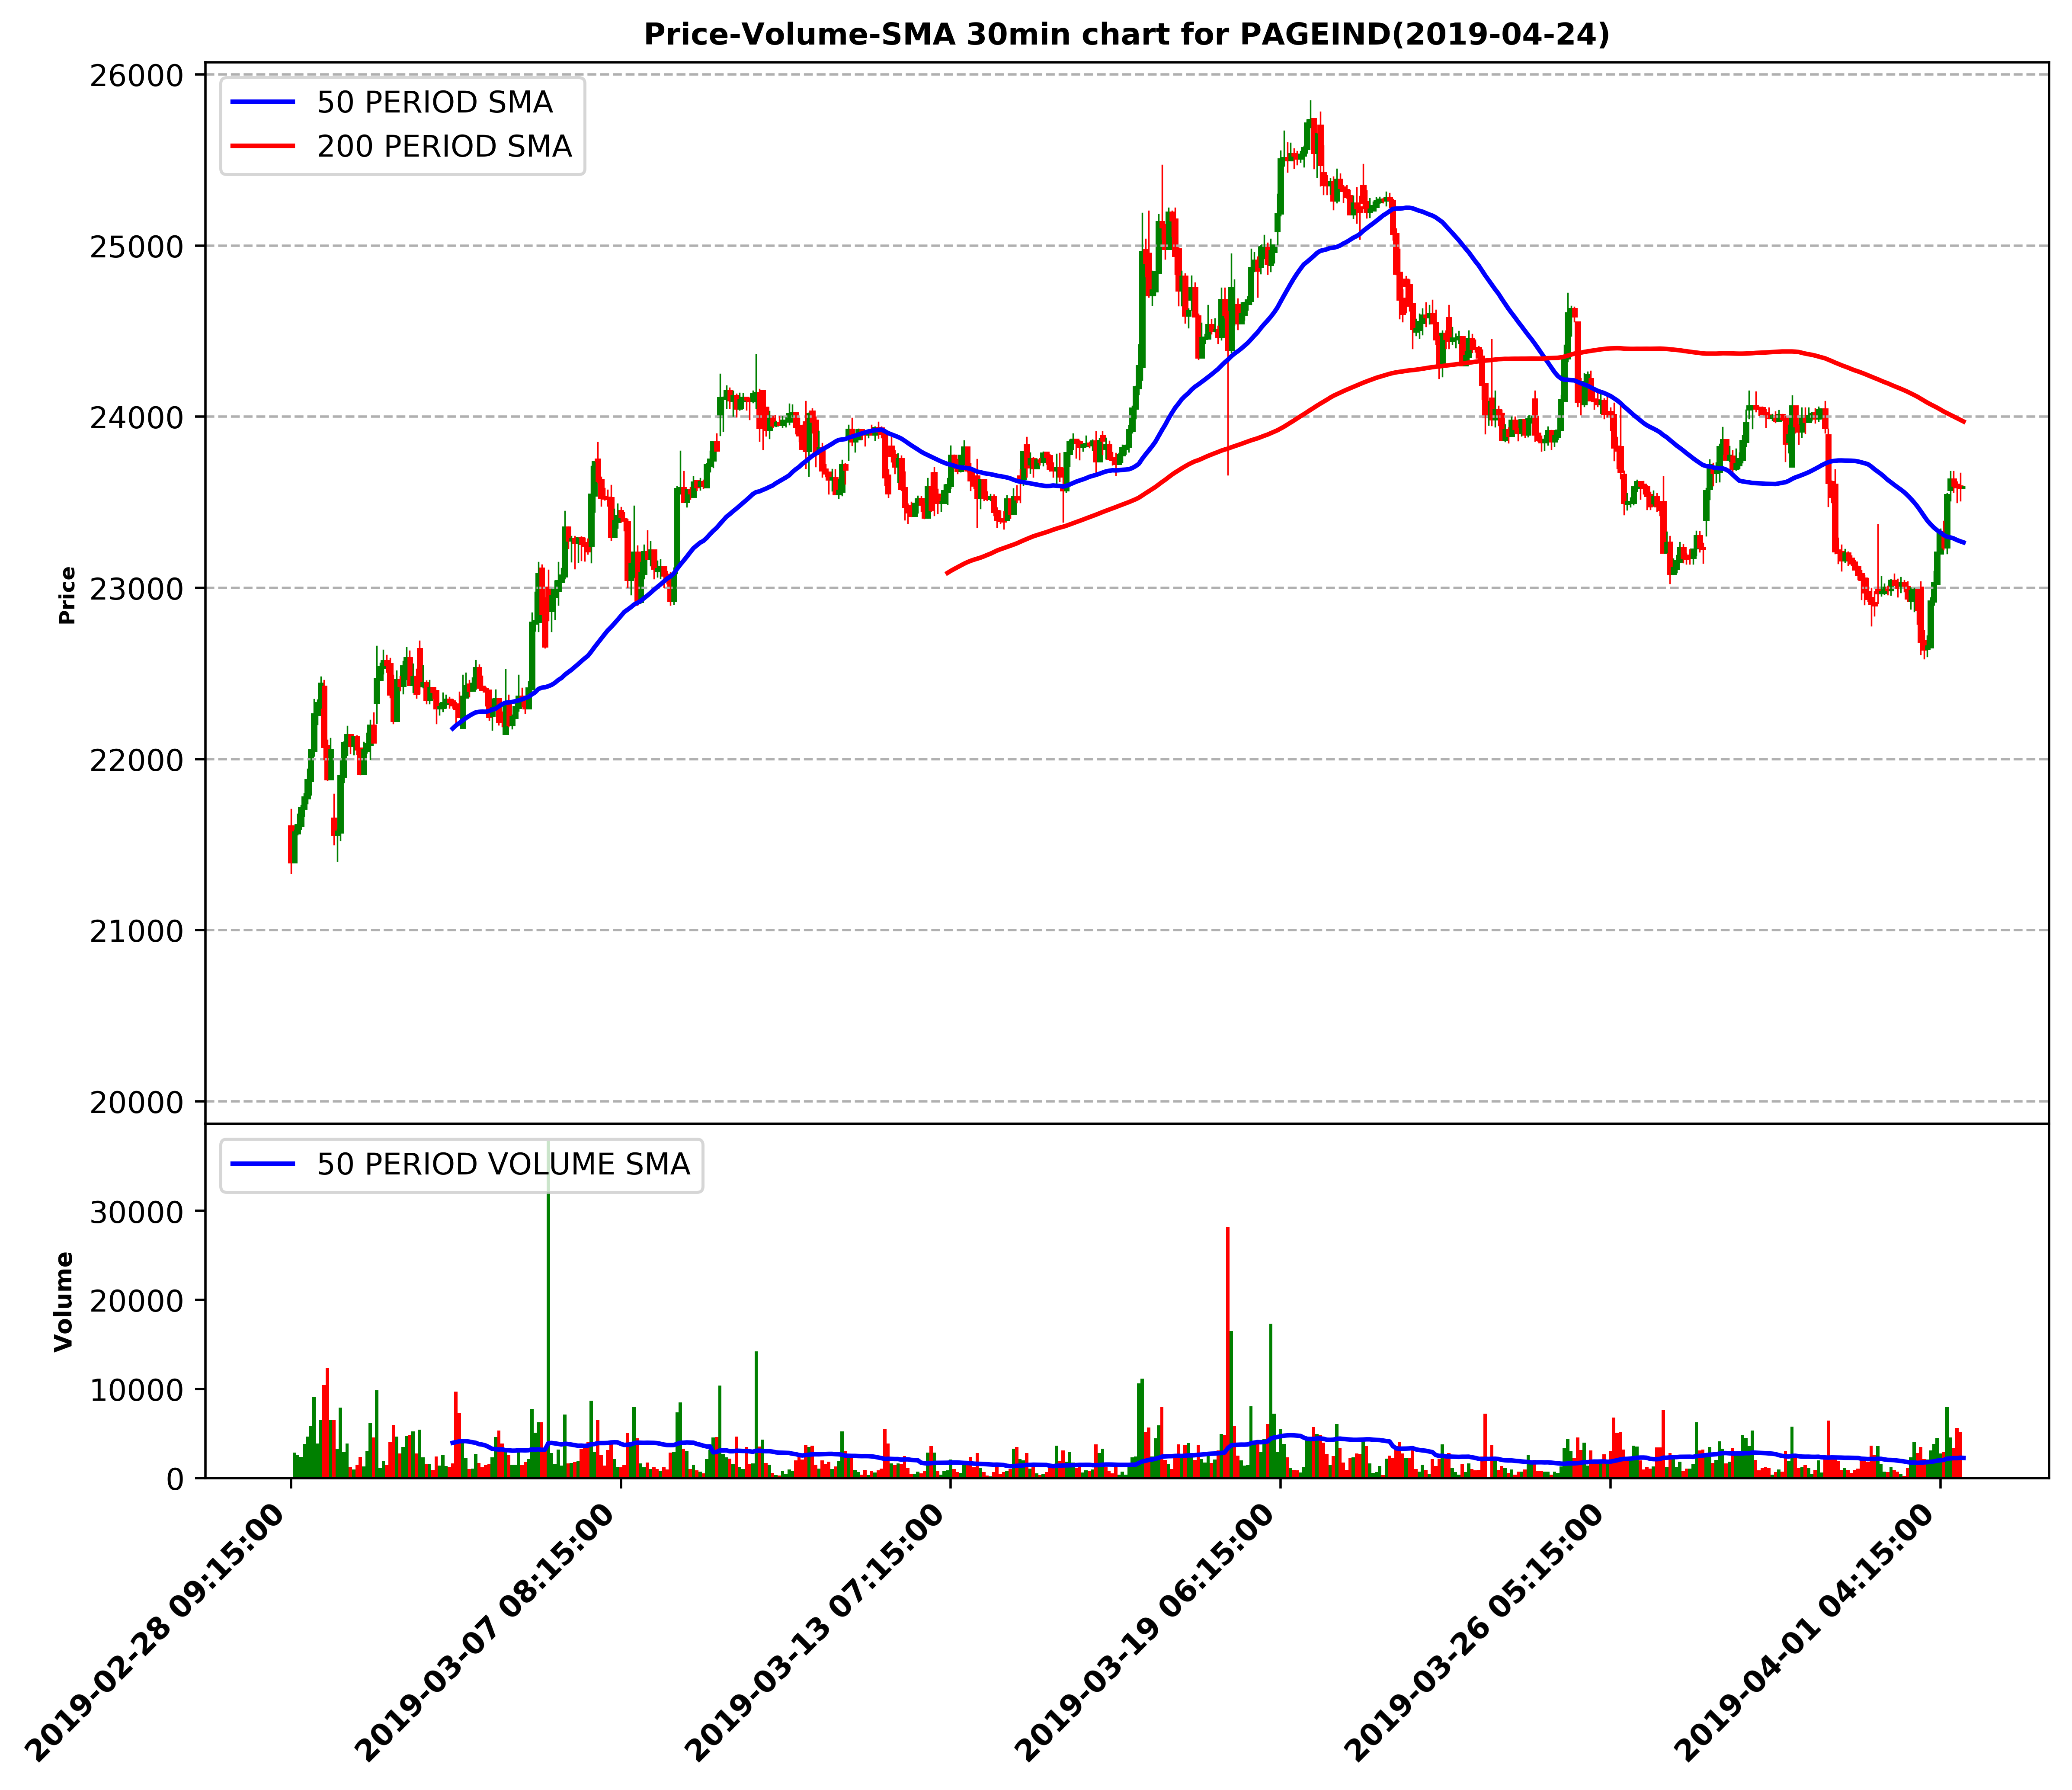 Price-Volume-SMA 30min chart for PAGEIND(2019-04-24)
26000
50 PERIOD SMA
200 PERIOD SMA
25000
24000
23000
22000
21000
20000
Price
50 PERIOD VOLUME SMA
30000
20000
10000
0
Volume
2019-02-28 09:15:00
2019-03-07 08:15:00
2019-03-13 07:15:00
2019-03-19 06:15:00
2019-03-26 05:15:00
2019-04-01 04:15:00